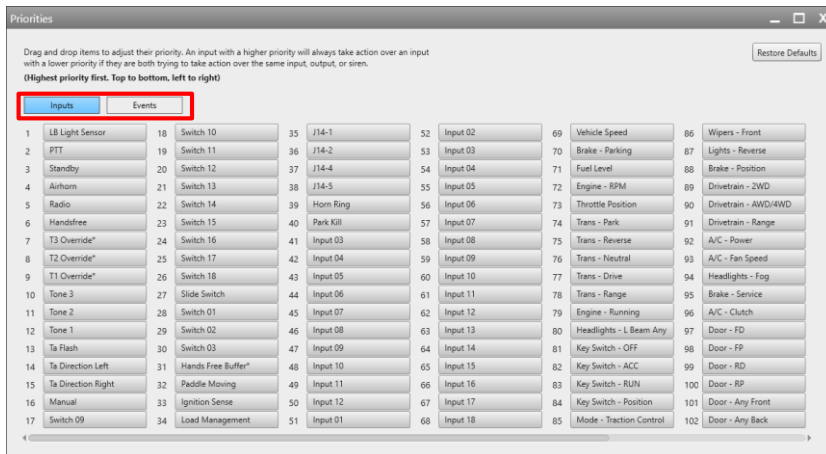 Priorities
Drag and drop items to adjust their priority. An input with a higher priority will always take action over an input
with a lower priority if they are both trying to take action over the same input, output, or siren.
(Highest priority first. Top to bottom, left to right)
Restore Defaults
Inputs Events
1 LB Light Sensor
2 PTT
3 Standby
4 Airhorn
5 Radio
6 Handsfree
7 T3 Override*
8 T2 Override*
9 T1 Override*
10 Tone 3
11 Tone 2
12 Tone 1
13 Ta Flash
14 Ta Direction Left
15 Ta Direction Right
16 Manual
17 Switch 09
18 Switch 10
19 Switch 11
20 Switch 12
21 Switch 13
22 Switch 14
23 Switch 15
24 Switch 16
25 Switch 17
26 Switch 18
27 Slide Switch
28 Switch 01
29 Switch 02
30 Switch 03
31 Hands Free Buffer*
32 Paddle Moving
33 Ignition Sense
34 Load Management
35 J14-1
36 J14-2
37 J14-4
38 J14-5
39 Horn Ring
40 Park Kill
41 Input 03
42 Input 04
43 Input 05
44 Input 06
45 Input 07
46 Input 08
47 Input 09
48 Input 10
49 Input 11
50 Input 12
51 Input 01
52 Input 02
53 Input 03
54 Input 04
55 Input 05
56 Input 06
57 Input 07
58 Input 08
59 Input 09
60 Input 10
61 Input 11
62 Input 12
63 Input 13
64 Input 14
65 Input 15
66 Input 16
67 Input 17
68 Input 18
69 Vehicle Speed
70 Brake - Parking
71 Fuel Level
72 Engine - RPM
73 Throttle Position
74 Trans - Park
75 Trans - Reverse
76 Trans - Neutral
77 Trans - Drive
78 Trans - Range
79 Engine - Running
80 Headlights - L Beam Any
81 Key Switch - OFF
82 Key Switch - ACC
83 Key Switch - RUN
84 Key Switch - Position
85 Mode - Traction Control
86 Wipers - Front
87 Lights - Reverse
88 Brake - Position
89 Drivetrain - 2WD
90 Drivetrain - AWD/4WD
91 Drivetrain - Range
92 A/C - Power
93 A/C - Fan Speed
94 Headlights - Fog
95 Brake - Service
96 A/C - Clutch
97 Door - FD
98 Door - FP
99 Door - RD
100 Door - RP
101 Door - Any Front
102 Door - Any Back